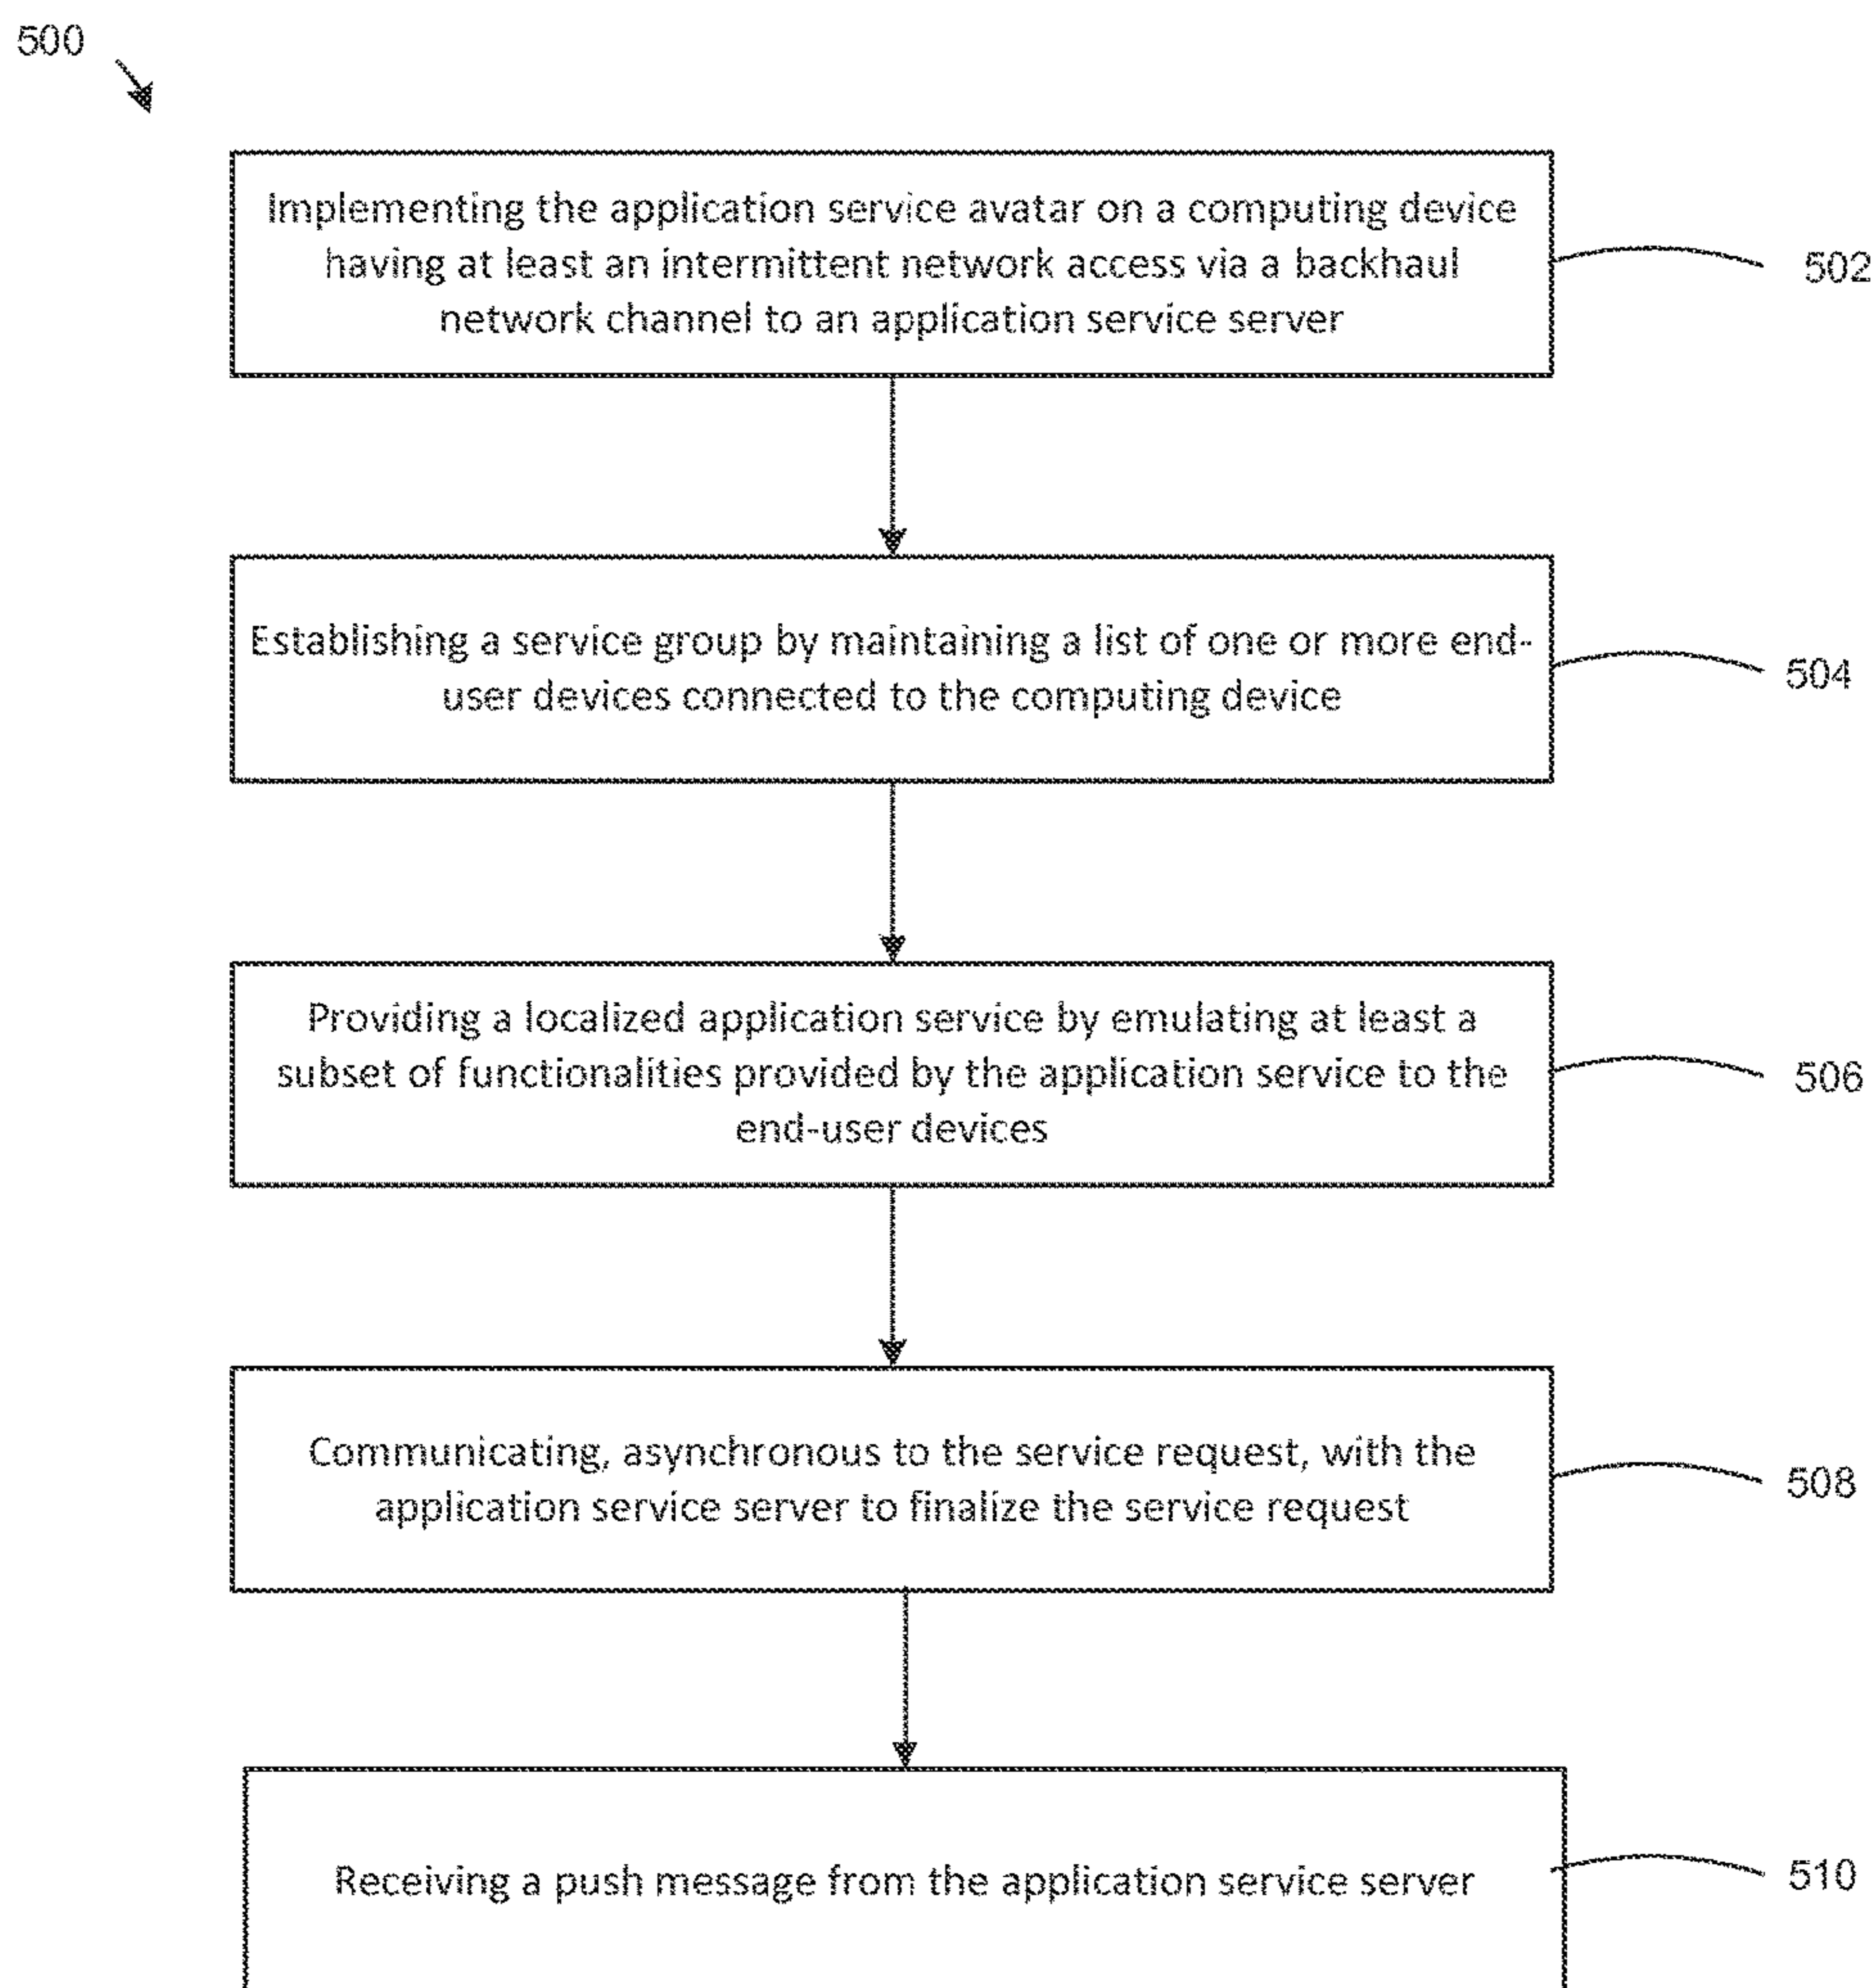 500
Implementing the application service avatar on a computing device
having at least an intermittent network access via a backhaul
network channel to an application service server
502
Establishing a service group by maintaining a list of one or more end-
user devices connected to the computing device
504
Providing a localized application service by emulating at least a
subset of functionalities provided by the application service to the
end-user devices
506
Communicating, asynchronous to the service request, with the
application service server to finalize the service request
508
Receiving a push message from the application service server
510